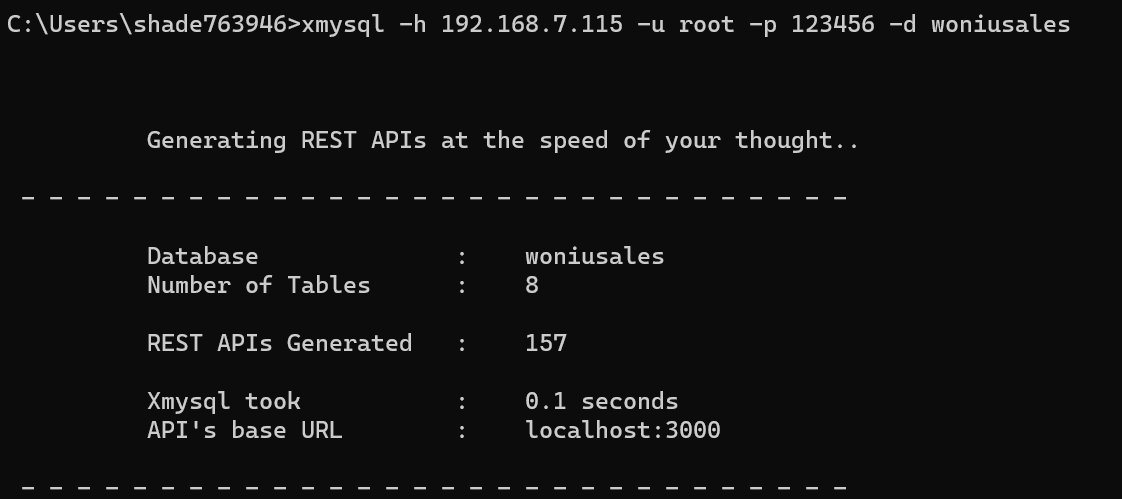 C:\Users\shade763946>xmysql -h 192.168.7.115 -u root -p 123456 -d woniusales
Generating REST APIs at the speed of your thought..
- - - - - - - - - - - - - - - - - - - - - - - - - - - - - -
Database : woniusales
Number of Tables : 8
REST APIs Generated : 157
Xmysql took : 0.1 seconds
API's base URL : localhost:3000
- - - - - - - - - - - - - - - - - - - - - - - - - - - - - -